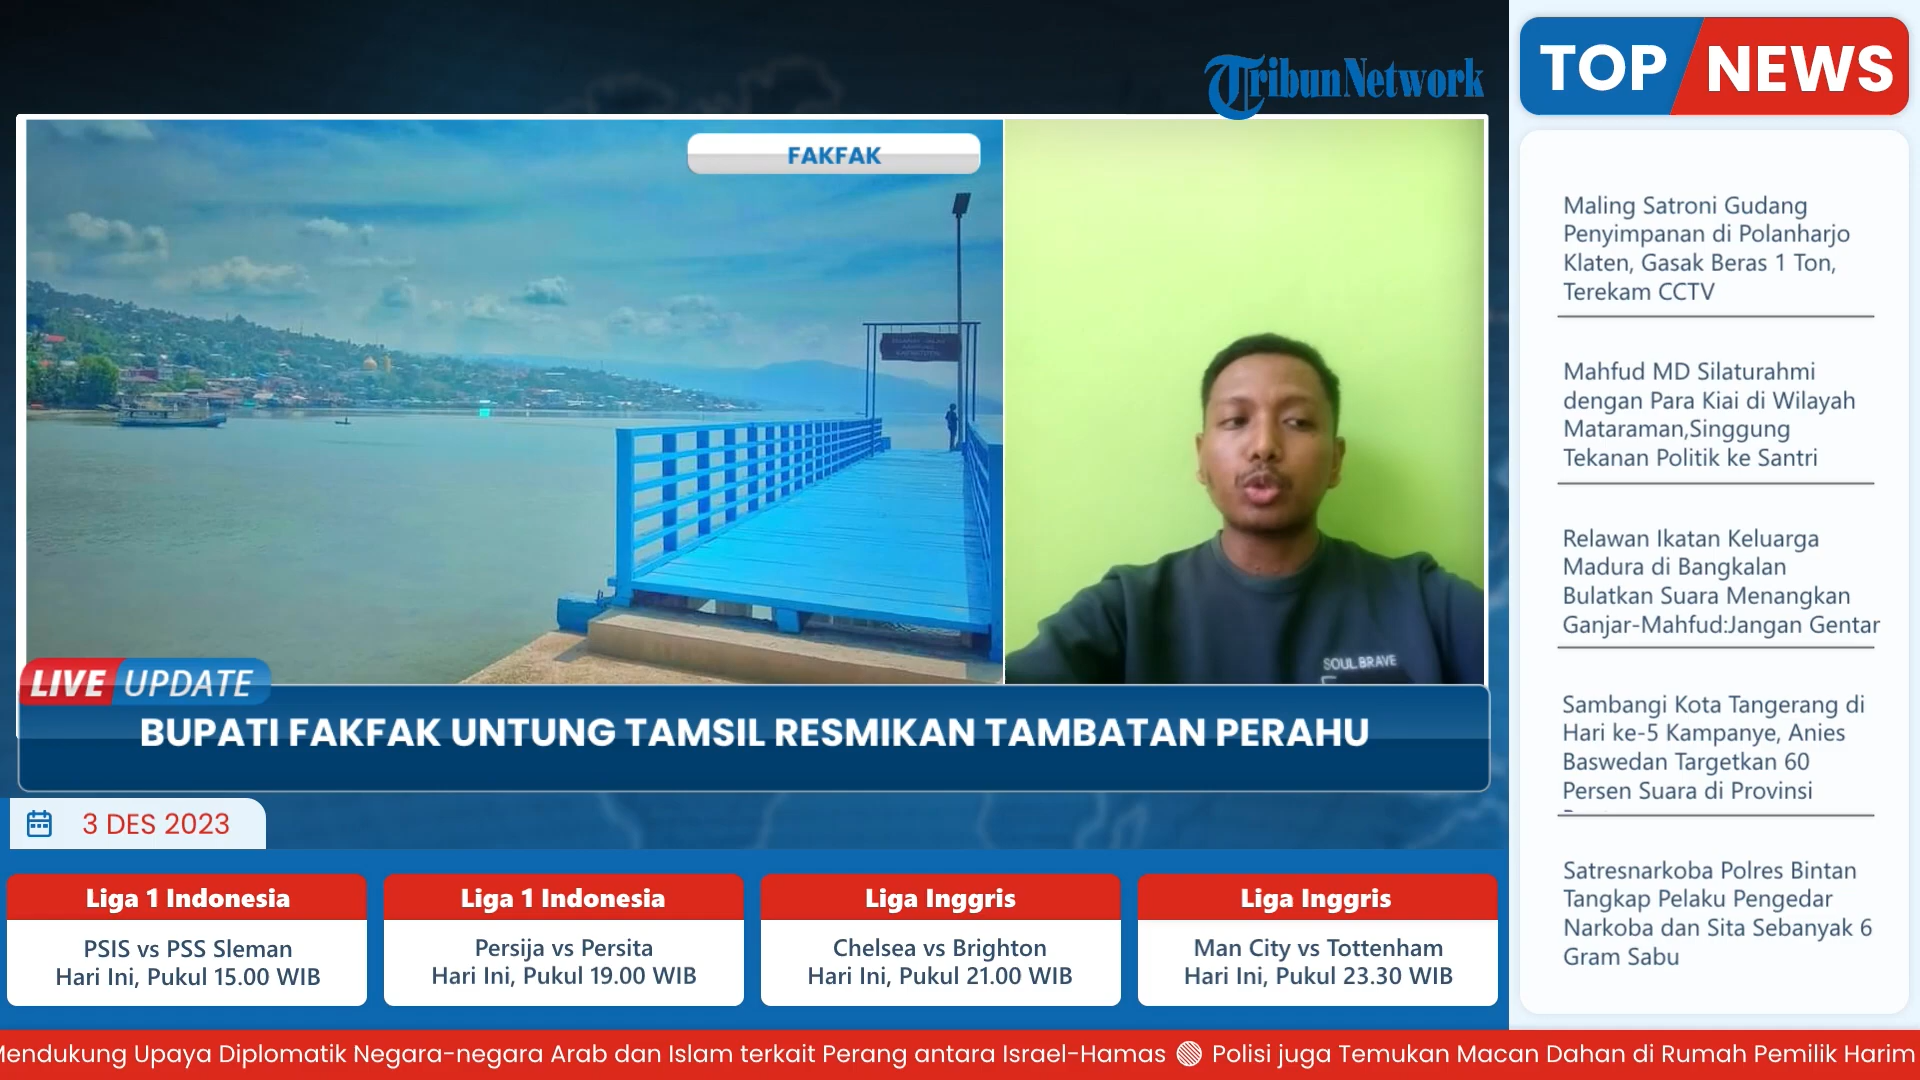 TribunNetwork
FAKFAK
SOUL BRAVE
LIVE UPDATE
BUPATI FAKFAK UNTUNG TAMSIL RESMIKAN TAMBATAN PERAHU
3 DES 2023
Liga 1 Indonesia
PSIS vs PSS Sleman
Hari Ini, Pukul 15.00 WIB
Liga 1 Indonesia
Persija vs Persita
Hari Ini, Pukul 19.00 WIB
Liga Inggris
Chelsea vs Brighton
Hari Ini, Pukul 21.00 WIB
Liga Inggris
Man City vs Tottenham
Hari Ini, Pukul 23.30 WIB
TOP NEWS
Maling Satroni Gudang
Penyimpanan di Polanharjo
Klaten, Gasak Beras 1 Ton,
Terekam CCTV
Mahfud MD Silaturahmi
dengan Para Kiai di Wilayah
Mataraman,Singgung
Tekanan Politik ke Santri
Relawan Ikatan Keluarga
Madura di Bangkalan
Bulatkan Suara Menangkan
Ganjar-Mahfud:Jangan Gentar
Sambangi Kota Tangerang di
Hari ke-5 Kampanye, Anies
Baswedan Targetkan 60
Persen Suara di Provinsi
Satresnarkoba Polres Bintan
Tangkap Pelaku Pengedar
Narkoba dan Sita Sebanyak 6
Gram Sabu
Mendukung Upaya Diplomatik Negara-negara Arab dan Islam terkait Perang antara Israel-Hamas Polisi juga Temukan Macan Dahan di Rumah Pemilik Harim